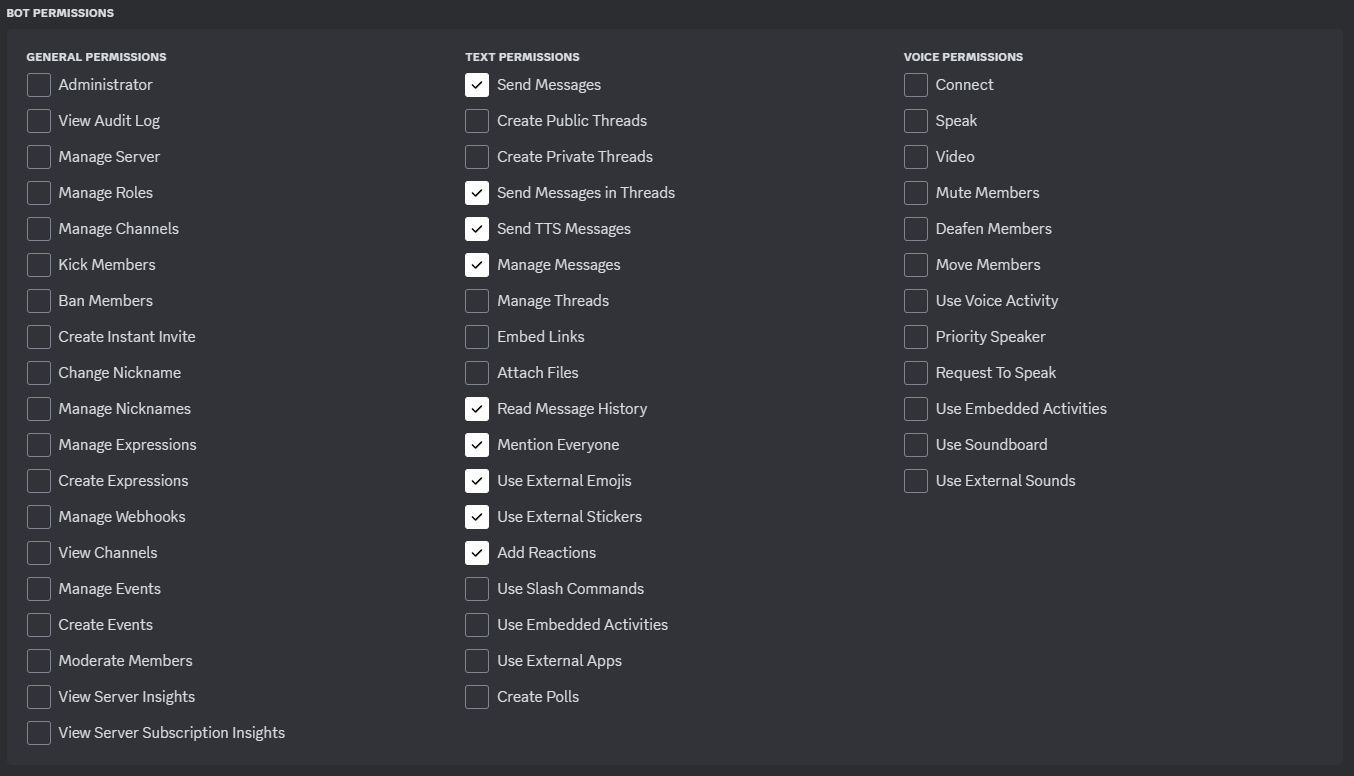 BOT PERMISSIONS
GENERAL PERMISSIONS
Administrator
View Audit Log
Manage Server
Manage Roles
Manage Channels
Kick Members
Ban Members
Create Instant Invite
Change Nickname
Manage Nicknames
Manage Expressions
Create Expressions
Manage Webhooks
View Channels
Manage Events
Create Events
Moderate Members
View Server Insights
View Server Subscription Insights
TEXT PERMISSIONS
Send Messages
Create Public Threads
Create Private Threads
Send Messages in Threads
Send TTS Messages
Manage Messages
Manage Threads
Embed Links
Attach Files
Read Message History
Mention Everyone
Use External Emojis
Use External Stickers
Add Reactions
Use Slash Commands
Use Embedded Activities
Use External Apps
Create Polls
VOICE PERMISSIONS
Connect
Speak
Video
Mute Members
Deafen Members
Move Members
Use Voice Activity
Priority Speaker
Request To Speak
Use Embedded Activities
Use Soundboard
Use External Sounds